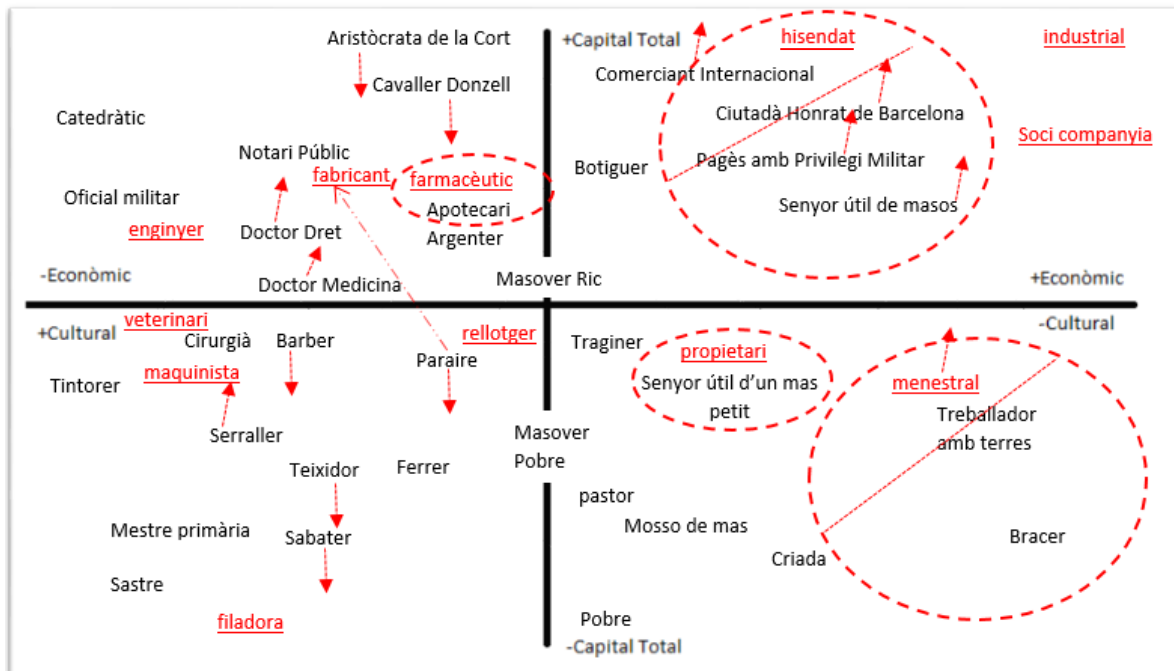 Aristòcrata de la Cort
+Capital Total
hisendat
industrial
Cavaller Donzell
Comerciant Internacional
Catedràtic
Ciutadà Honrat de Barcelona
Soci companyia
Notari Públic
Botiguer
Pagès amb Privilegi Militar
fabricant
farmacèutic
Oficial militar
Apotecari
Senyor útil de masos
enginyer
Doctor Dret
Argenter
-Econòmic
Doctor Medicina
Masover Ric
+Econòmic
+Cultural
veterinari
-Cultural
Cirurgià
Barber
rellotger
Traginer
propietari
Paraire
Tintorer
maquinista
Senyor útil d'un mas
petit
menestral
Treballador
amb terres
Serraller
Masover
Pobre
Teixidor
Ferrer
pastor
Mestre primària
Sabater
Mosso de mas
Bracer
Criada
Sastre
filadora
Pobre
-Capital Total